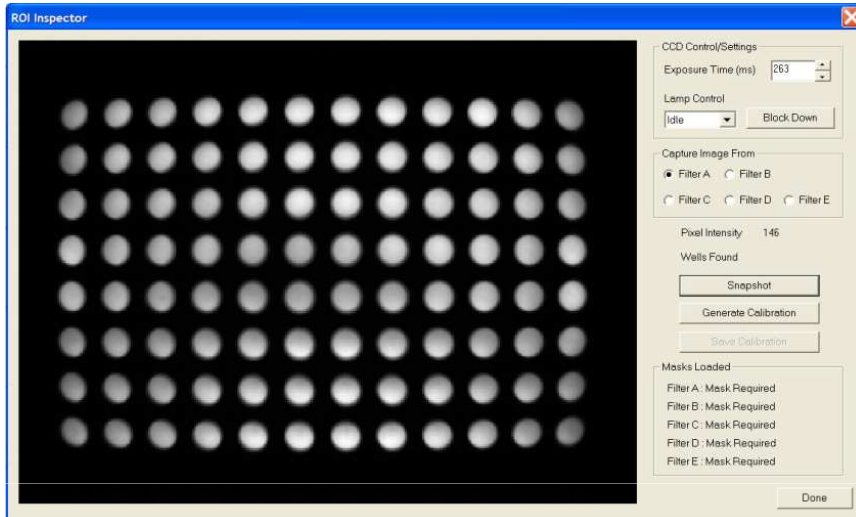 ROI Inspector
CCD Control/Settings
Exposure Time (ms) 263
Lamp Control
Idle Block Down
Capture Image From
Filter A Filter B
Filter C Filter D Filter E
Pixel Intensity 146
Wells Found
Snapshot
Generate Calibration
Save Calibration
Masks Loaded
Filter A : Mask Required
Filter B : Mask Required
Filter C : Mask Required
Filter D : Mask Required
Filter E : Mask Required
Done